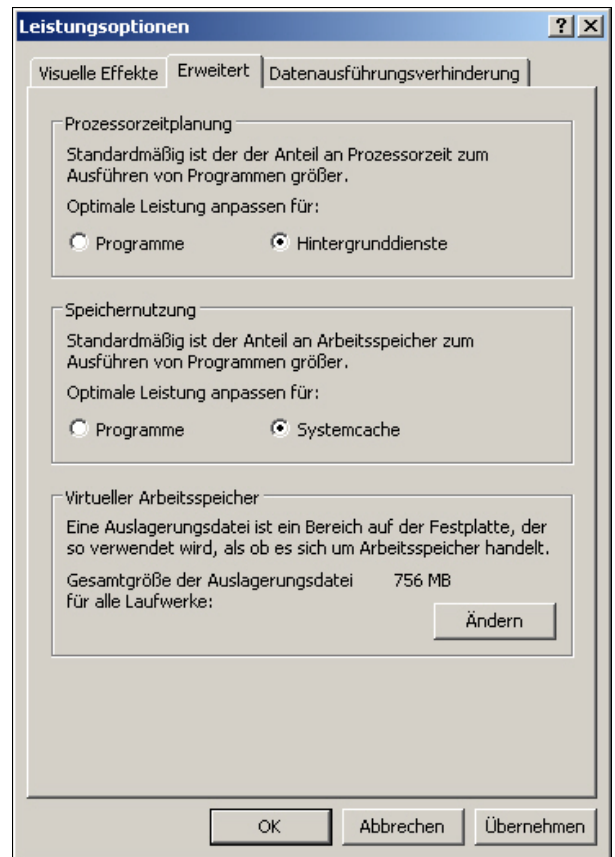 Leistungsoptionen
Visuelle Effekte Erweitert Datenausführungsverhinderung
Prozessorzeitplanung
Standardmäßig ist der der Anteil an Prozessorzeit zum
Ausführen von Programmen größer.
Optimale Leistung anpassen für:
Programme Hintergrunddienste
Speichernutzung
Standardmäßig ist der Anteil an Arbeitsspeicher zum
Ausführen von Programmen größer.
Optimale Leistung anpassen für:
Programme Systemcache
Virtueller Arbeitsspeicher
Eine Auslagerungsdatei ist ein Bereich auf der Festplatte, der
so verwendet wird, als ob es sich um Arbeitsspeicher handelt.
Gesamtgröße der Auslagerungsdatei 756 MB
für alle Laufwerke:
Ändern
OK Abbrechen Übernehmen